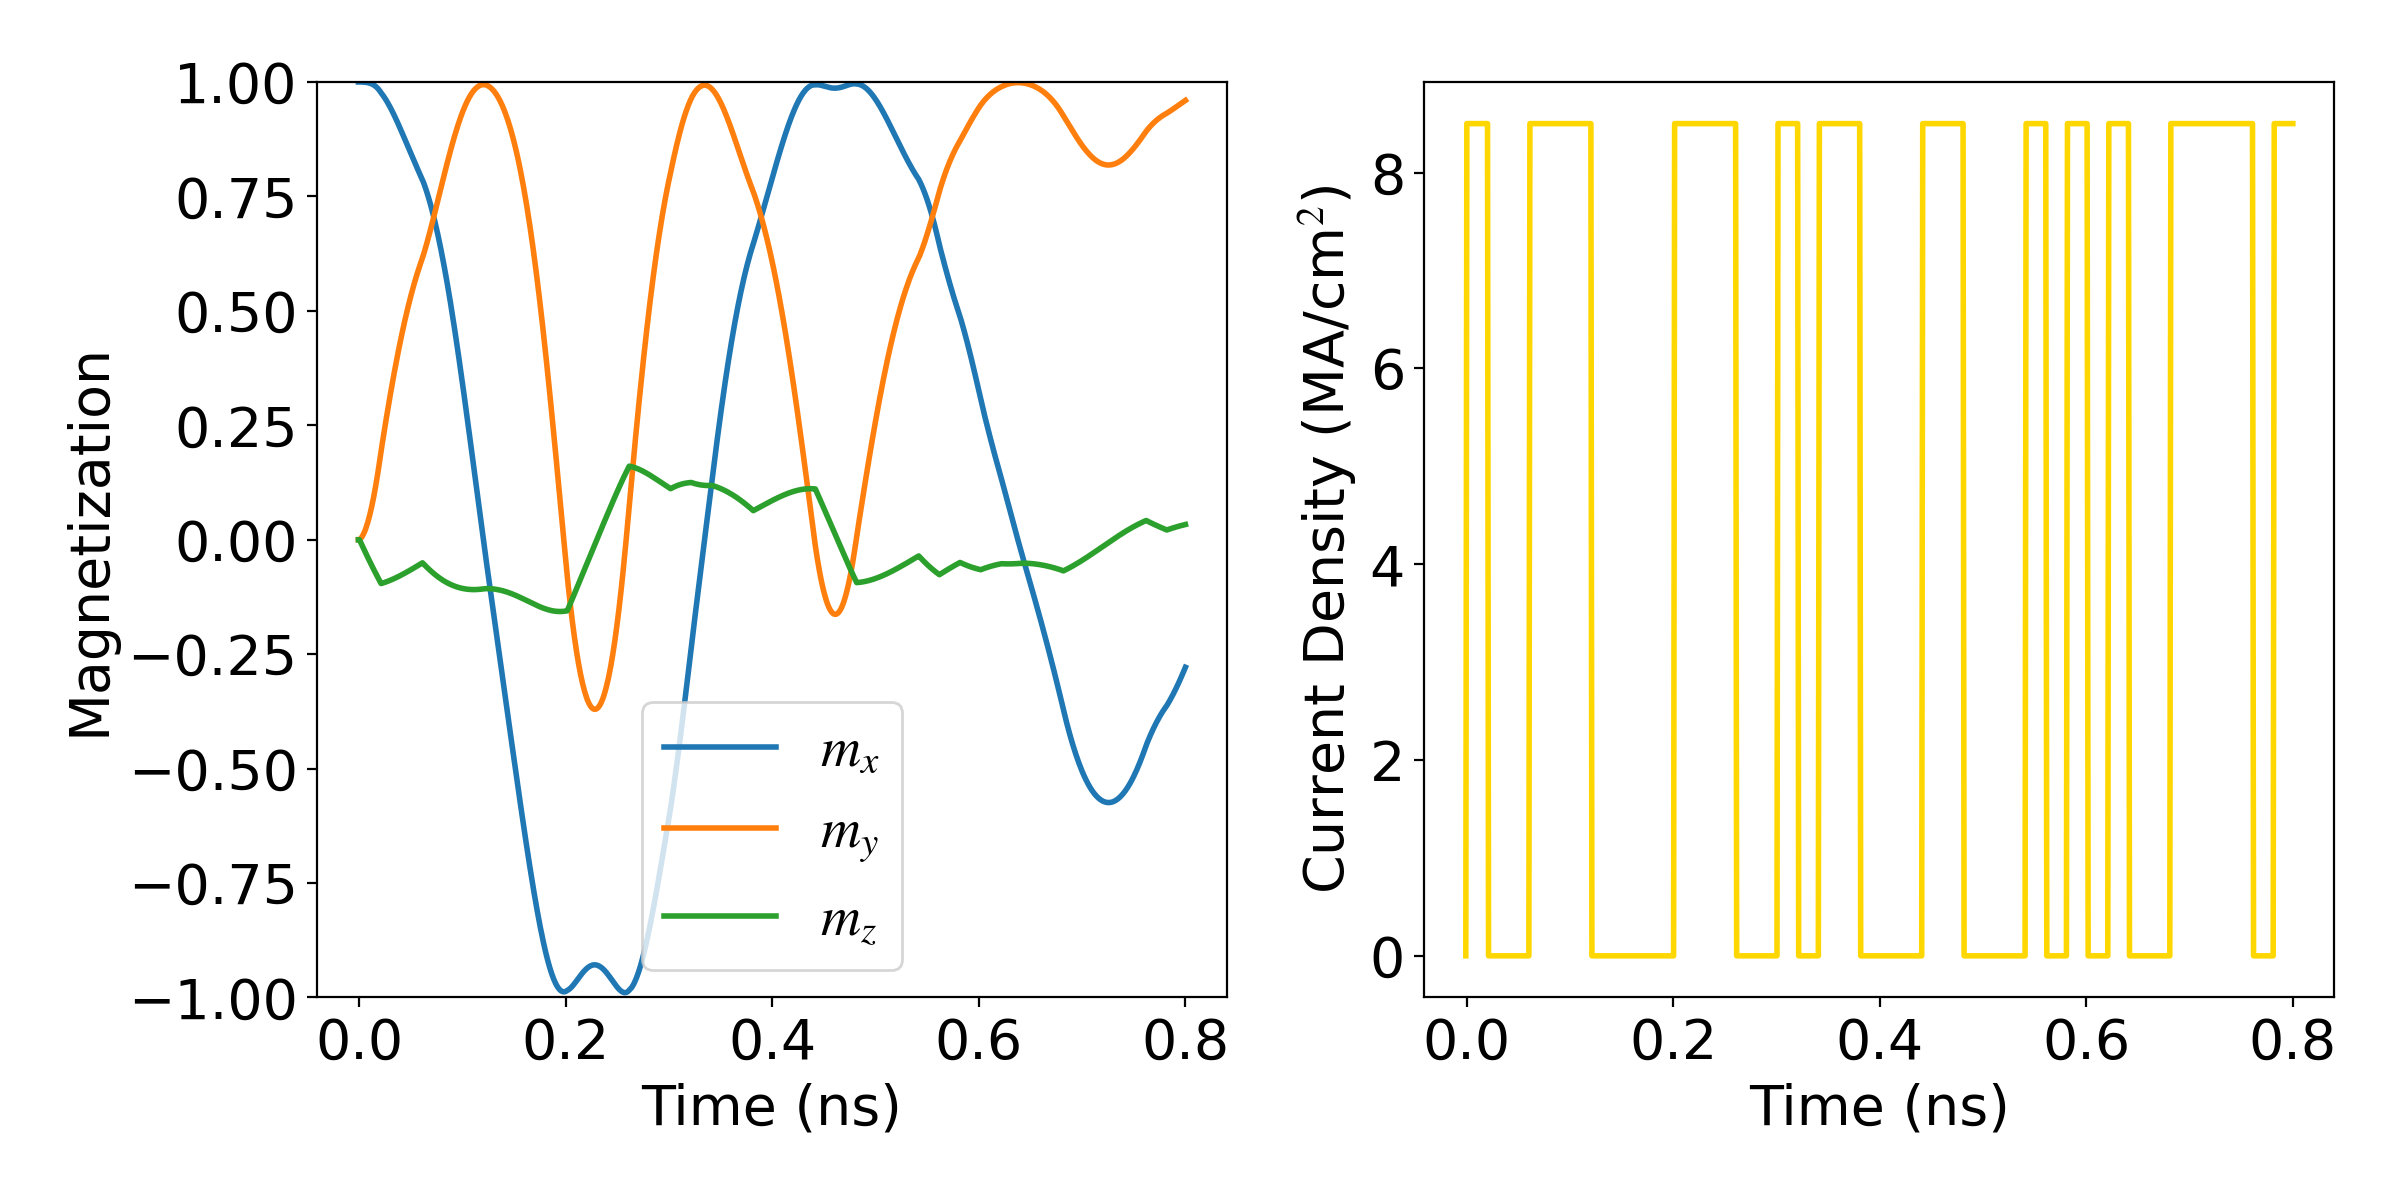 1.00
0.75
0.50
0.25
0.00
−0.25
−0.50
−0.75
−1.00
Magnetization
0.0 0.2 0.4 0.6 0.8
Time (ns)
mₓ
m_y
m_z
8
6
4
2
0
Current Density (MA/cm²)
0.0 0.2 0.4 0.6 0.8
Time (ns)